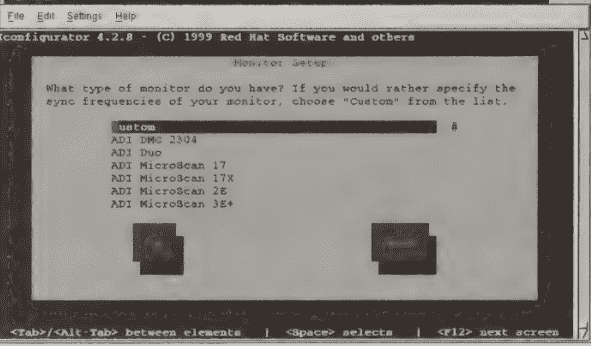 File Edit Settings Help
Xconfigurator 4.2.8 - (C) 1999 Red Hat Software and others
Monitor Setup
What type of monitor do you have? If you would rather specify the
sync frequencies of your monitor, choose "Custom" from the list.
Custom
ADI DMC 2304
ADI Duo
ADI MicroScan 17
ADI MicroScan 17X
ADI MicroScan 2E
ADI MicroScan 3E+
<Tab>/<Alt-Tab> between elements | <Space> selects | <F12> next screen